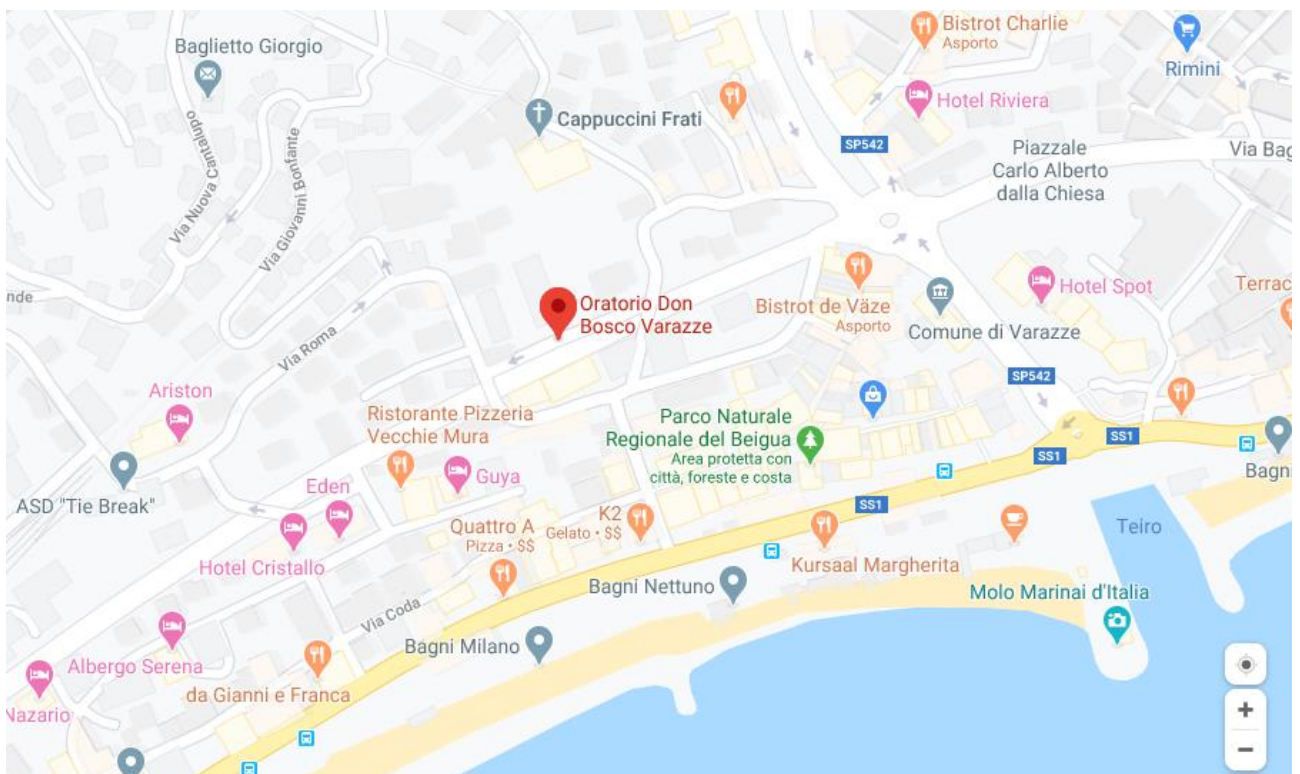 Bistrot Charlie
Asporto
Baglietto Giorgio
Rimini
Hotel Riviera
Cappuccini Frati
SP542
Piazzale
Carlo Alberto
dalla Chiesa
Via Bag
Via Nuova Cantalupo
Via Giovanni Bonfante
nde
Oratorio Don
Bosco Varazze
Bistrot de Väze
Asporto
Hotel Spot
Terrac
Comune di Varazze
Via Roma
SP542
Ariston
Ristorante Pizzeria
Vecchie Mura
Parco Naturale
Regionale del Beigua
Area protetta con
città, foreste e costa
SS1
SS1
Bagni
ASD "Tie Break"
Eden
Guya
SS1
K2
Gelato • $$
Quattro A
Pizza • $$
Teiro
Hotel Cristallo
Kursaal Margherita
Bagni Nettuno
Molo Marinai d'Italia
Via Coda
Bagni Milano
Albergo Serena
da Gianni e Franca
Nazario